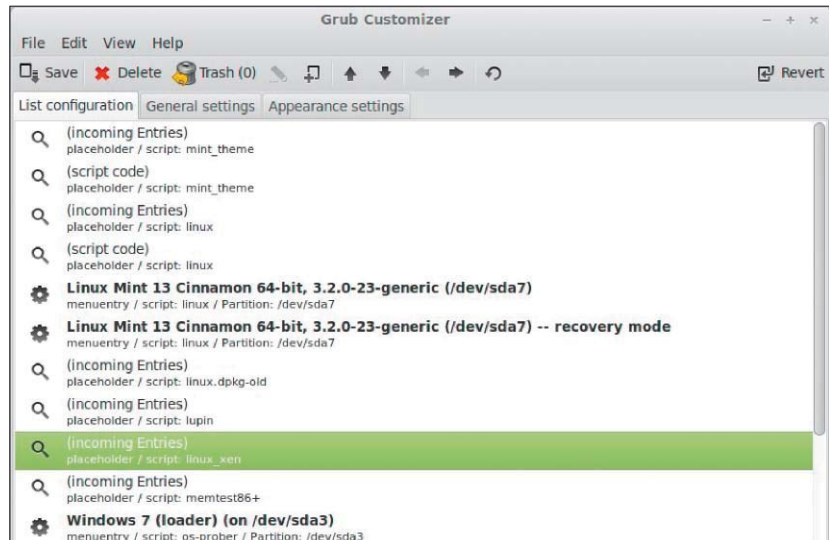 Grub Customizer
File Edit View Help
Save Delete Trash (0) Revert
List configuration General settings Appearance settings
(incoming Entries)
placeholder / script: mint_theme
(script code)
placeholder / script: mint_theme
(incoming Entries)
placeholder / script: linux
(script code)
placeholder / script: linux
Linux Mint 13 Cinnamon 64-bit, 3.2.0-23-generic (/dev/sda7)
menuentry / script: linux / Partition: /dev/sda7
Linux Mint 13 Cinnamon 64-bit, 3.2.0-23-generic (/dev/sda7) -- recovery mode
menuentry / script: linux / Partition: /dev/sda7
(incoming Entries)
placeholder / script: linux.dpkg-old
(incoming Entries)
placeholder / script: lupin
(incoming Entries)
placeholder / script: linux_xen
(incoming Entries)
placeholder / script: memtest86+
Windows 7 (loader) (on /dev/sda3)
menuentry / script: os-prober / Partition: /dev/sda3